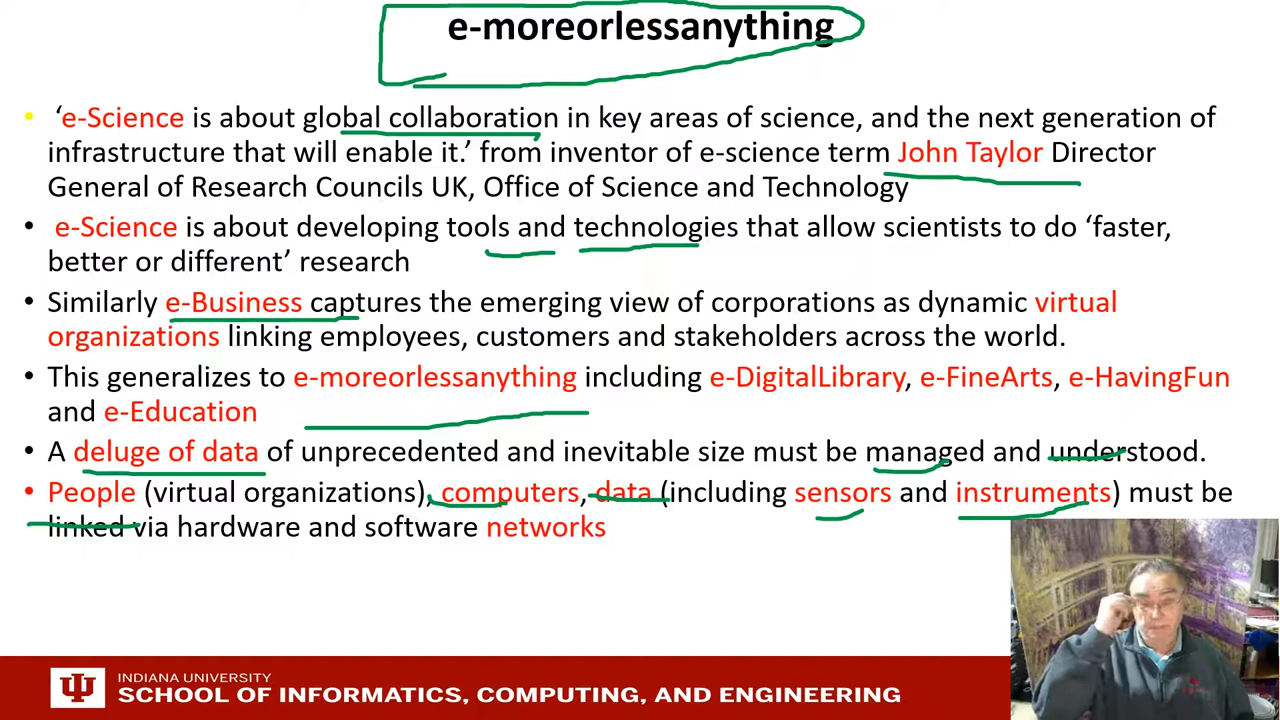 e-moreorlessanything
• ‘e-Science is about global collaboration in key areas of science, and the next generation of
infrastructure that will enable it.’ from inventor of e-science term John Taylor Director
General of Research Councils UK, Office of Science and Technology
• e-Science is about developing tools and technologies that allow scientists to do ‘faster,
better or different’ research
• Similarly e-Business captures the emerging view of corporations as dynamic virtual
organizations linking employees, customers and stakeholders across the world.
• This generalizes to e-moreorlessanything including e-DigitalLibrary, e-FineArts, e-HavingFun
and e-Education
• A deluge of data of unprecedented and inevitable size must be managed and understood.
• People (virtual organizations), computers, data (including sensors and instruments) must be
linked via hardware and software networks
INDIANA UNIVERSITY
SCHOOL OF INFORMATICS, COMPUTING, AND ENGINEERING